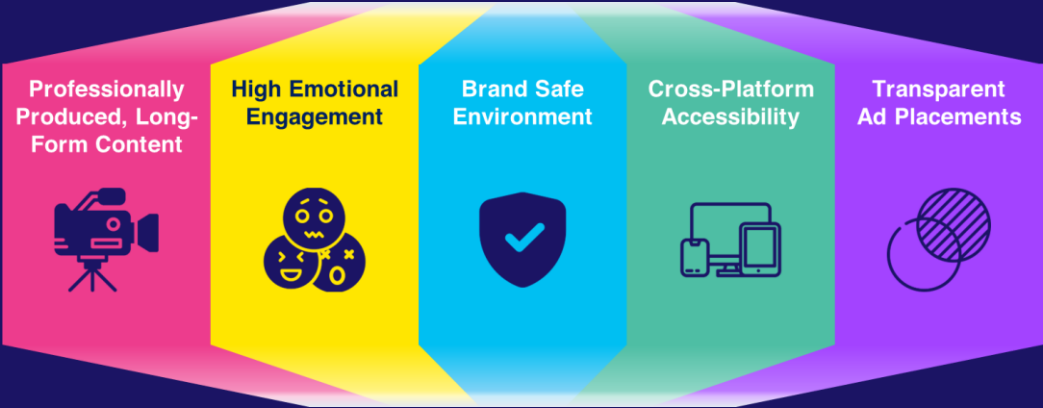 Professionally
Produced, Long-
Form Content
High Emotional
Engagement
Brand Safe
Environment
Cross-Platform
Accessibility
Transparent
Ad Placements